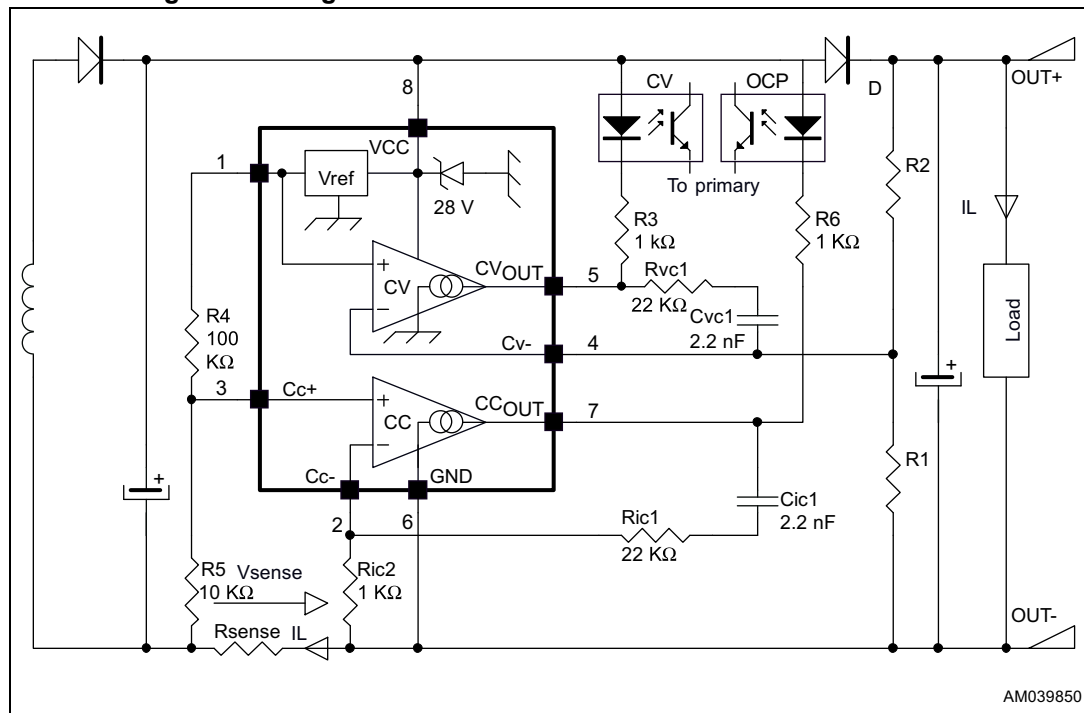 CV
OCP
D
OUT+
8
VCC
1
Vref
28 V
To primary
R2
IL
R3
1 kΩ
R6
1 KΩ
+
CV
−
CVOUT
5
Rvc1
22 KΩ
Cvc1
2.2 nF
Load
R4
100
KΩ
Cv-
4
3
Cc+
+
CC
−
CCOUT
7
+
R1
+
Cc-
GND
Cic1
2.2 nF
2
6
Ric1
22 KΩ
R5
10 KΩ
Vsense
Ric2
1 KΩ
Rsense
IL
OUT-
AM039850